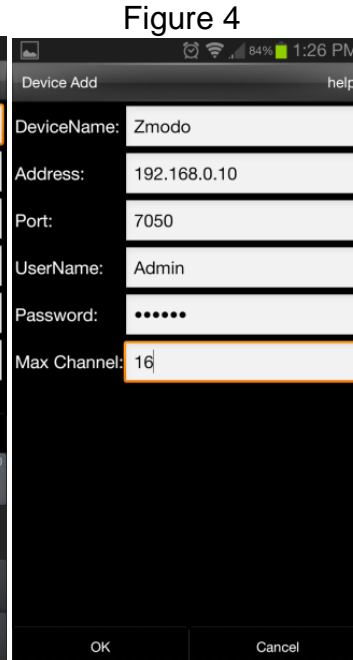 Figure 4
84% 1:26 PM
Device Add help
DeviceName: Zmodo
Address: 192.168.0.10
Port: 7050
UserName: Admin
Password: ••••••
Max Channel: 16
OK Cancel